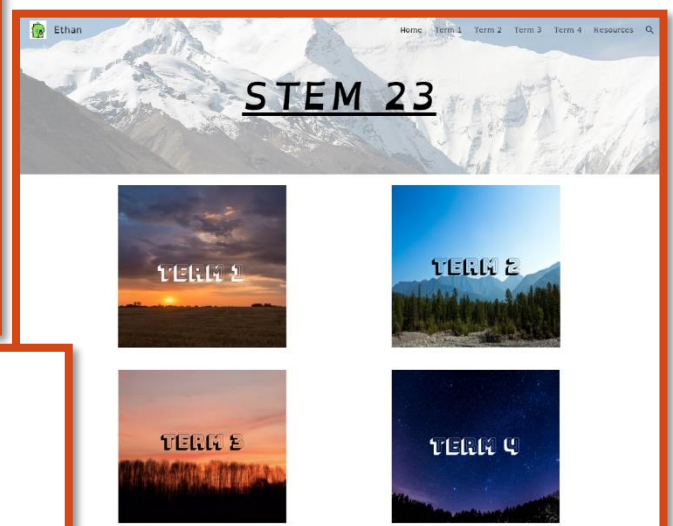 Ethan
Home Term 1 Term 2 Term 3 Term 4 Resources
STEM 23
TERM 1
TERM 2
TERM 3
TERM 4